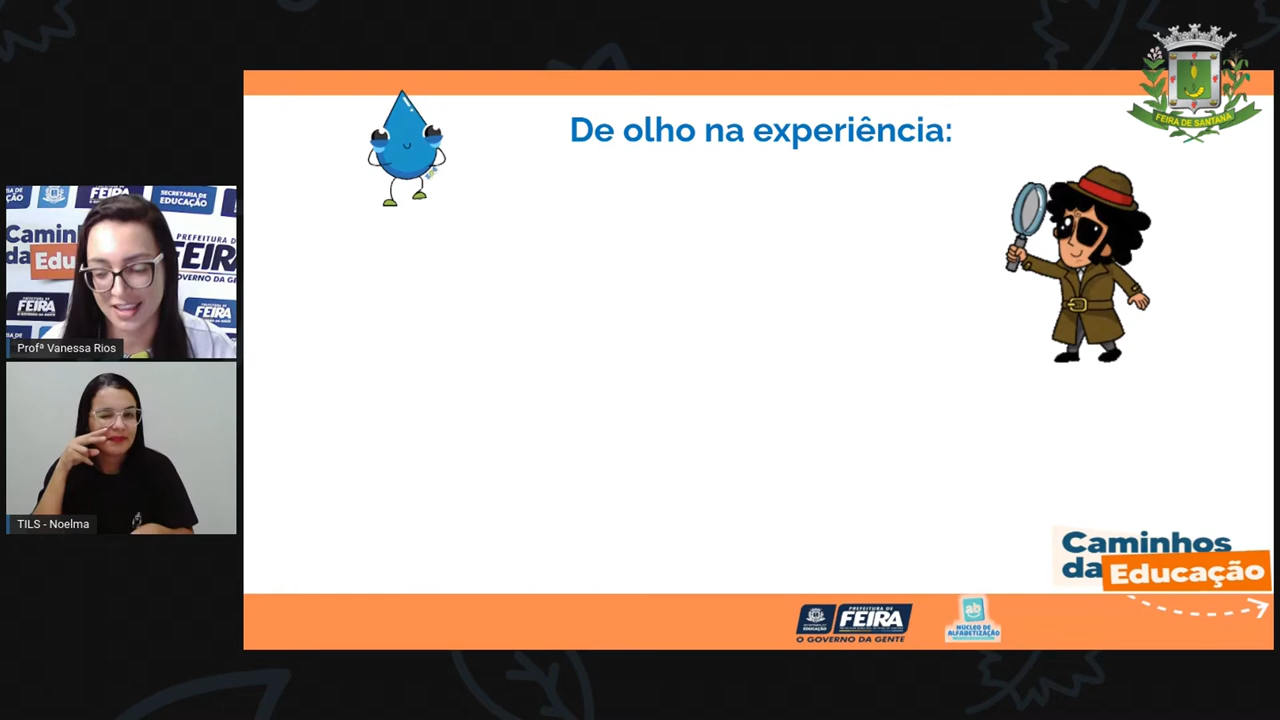 FEIRA DE SANTANA
De olho na experiência:
SECRETARIA DE
EDUCAÇÃO
FEIRA
Caminh
da Edu
PREFEITURA D
FEIRA
GOVERNO DA GENTE
FEIRA
FEIRA
Profª Vanessa Rios
TILS - Noelma
Caminhos
da Educação
EDUCAÇÃO
PREFEITURA DE
FEIRA
O GOVERNO DA GENTE
ab
NÚCLEO DE
ALFABETIZAÇÃO